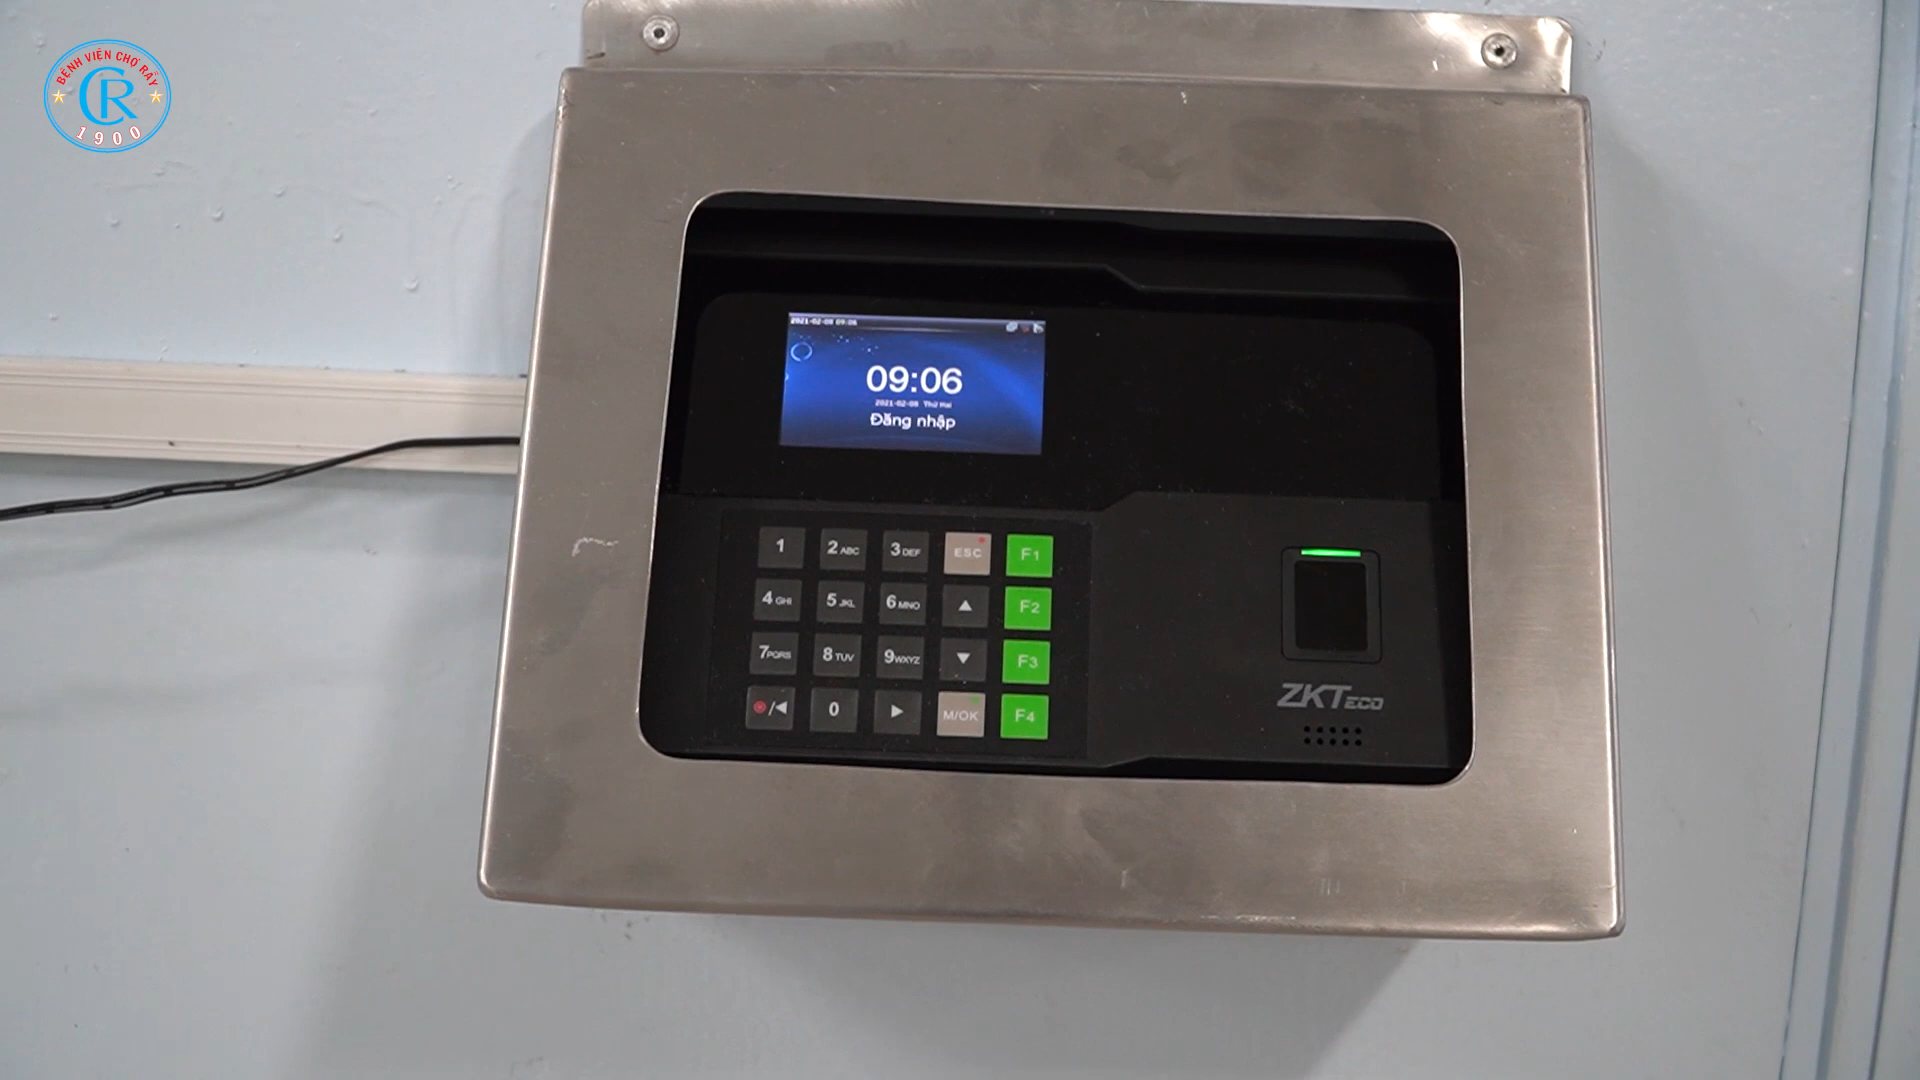 BỆNH VIỆN CHỢ RẪY
CR
1900
2021-02-08 09:06
09:06
2021-02-08 Thứ Hai
Đăng nhập
1 2 ABC 3 DEF ESC F1
4 GHI 5 JKL 6 MNO ▲ F2
7 PQRS 8 TUV 9 WXYZ ▼ F3
/◀ 0 ▶ M/OK F4
ZKTECO